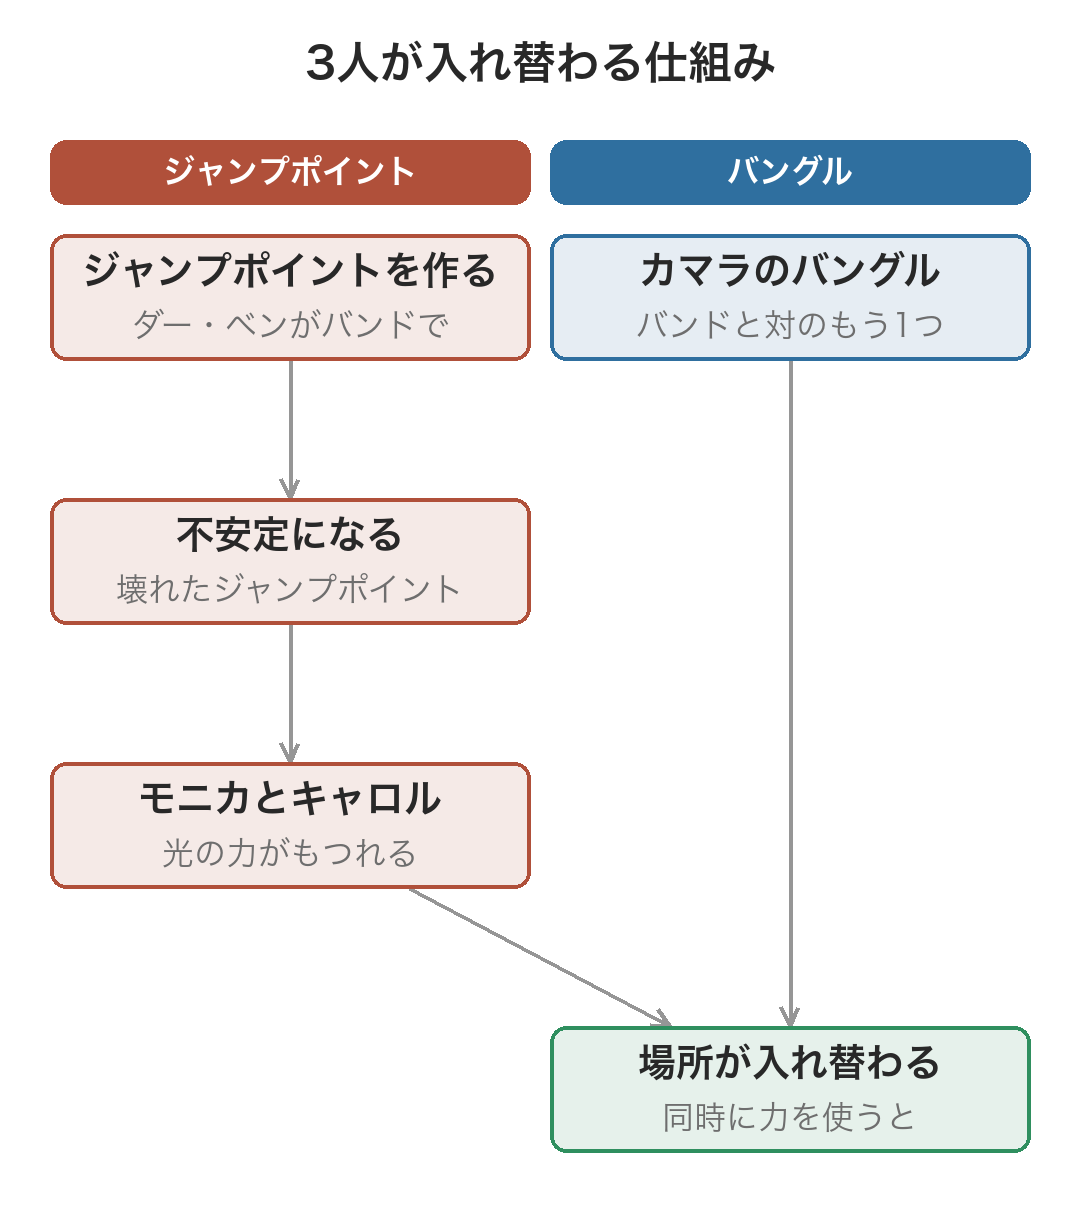 3人が入れ替わる仕組み
ジャンプポイント
バングル
ジャンプポイントを作る
ダー・ベンがバンドで
カマラのバングル
バンドと対のもう1つ
不安定になる
壊れたジャンプポイント
モニカとキャロル
光の力がもつれる
場所が入れ替わる
同時に力を使うと